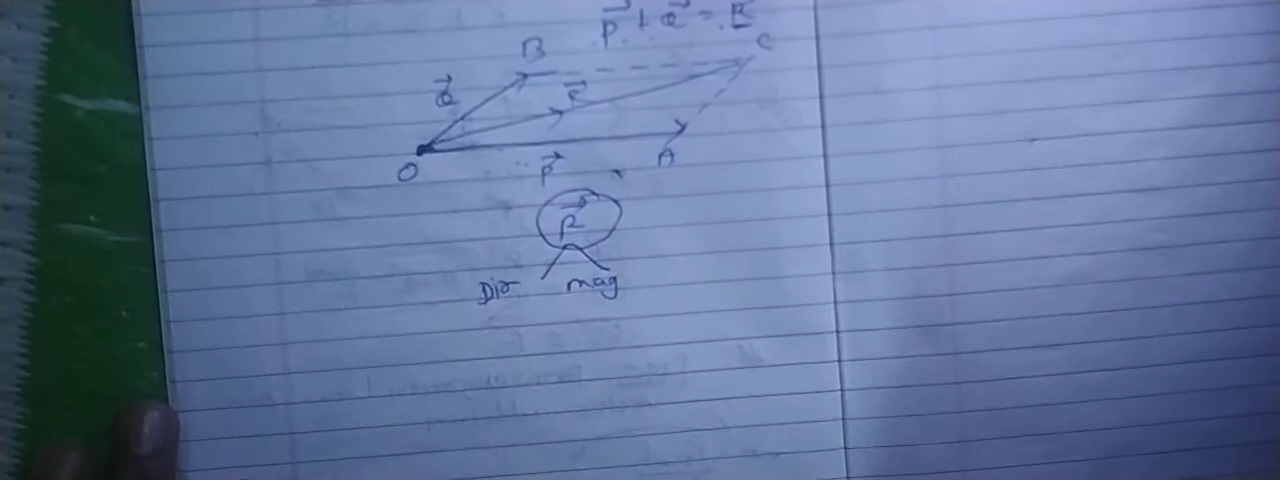 P⃗ + Q⃗ = R⃗
B
C
Q⃗
O
P⃗
A
R⃗
Dir mag